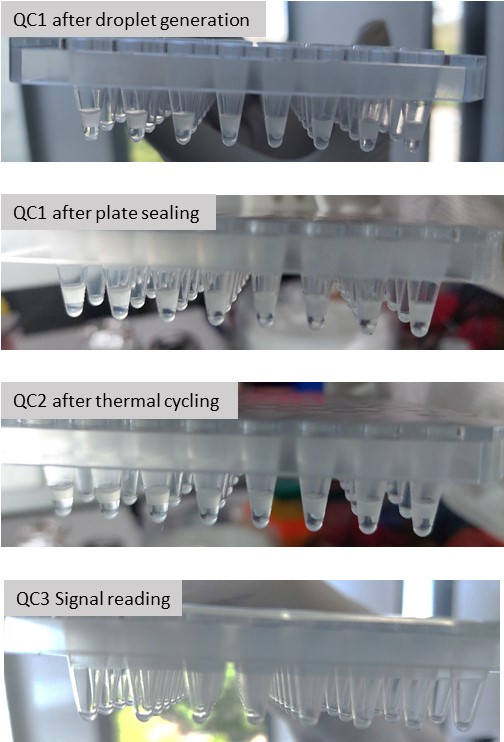 QC1 after droplet generation
QC1 after plate sealing
QC2 after thermal cycling
QC3 Signal reading